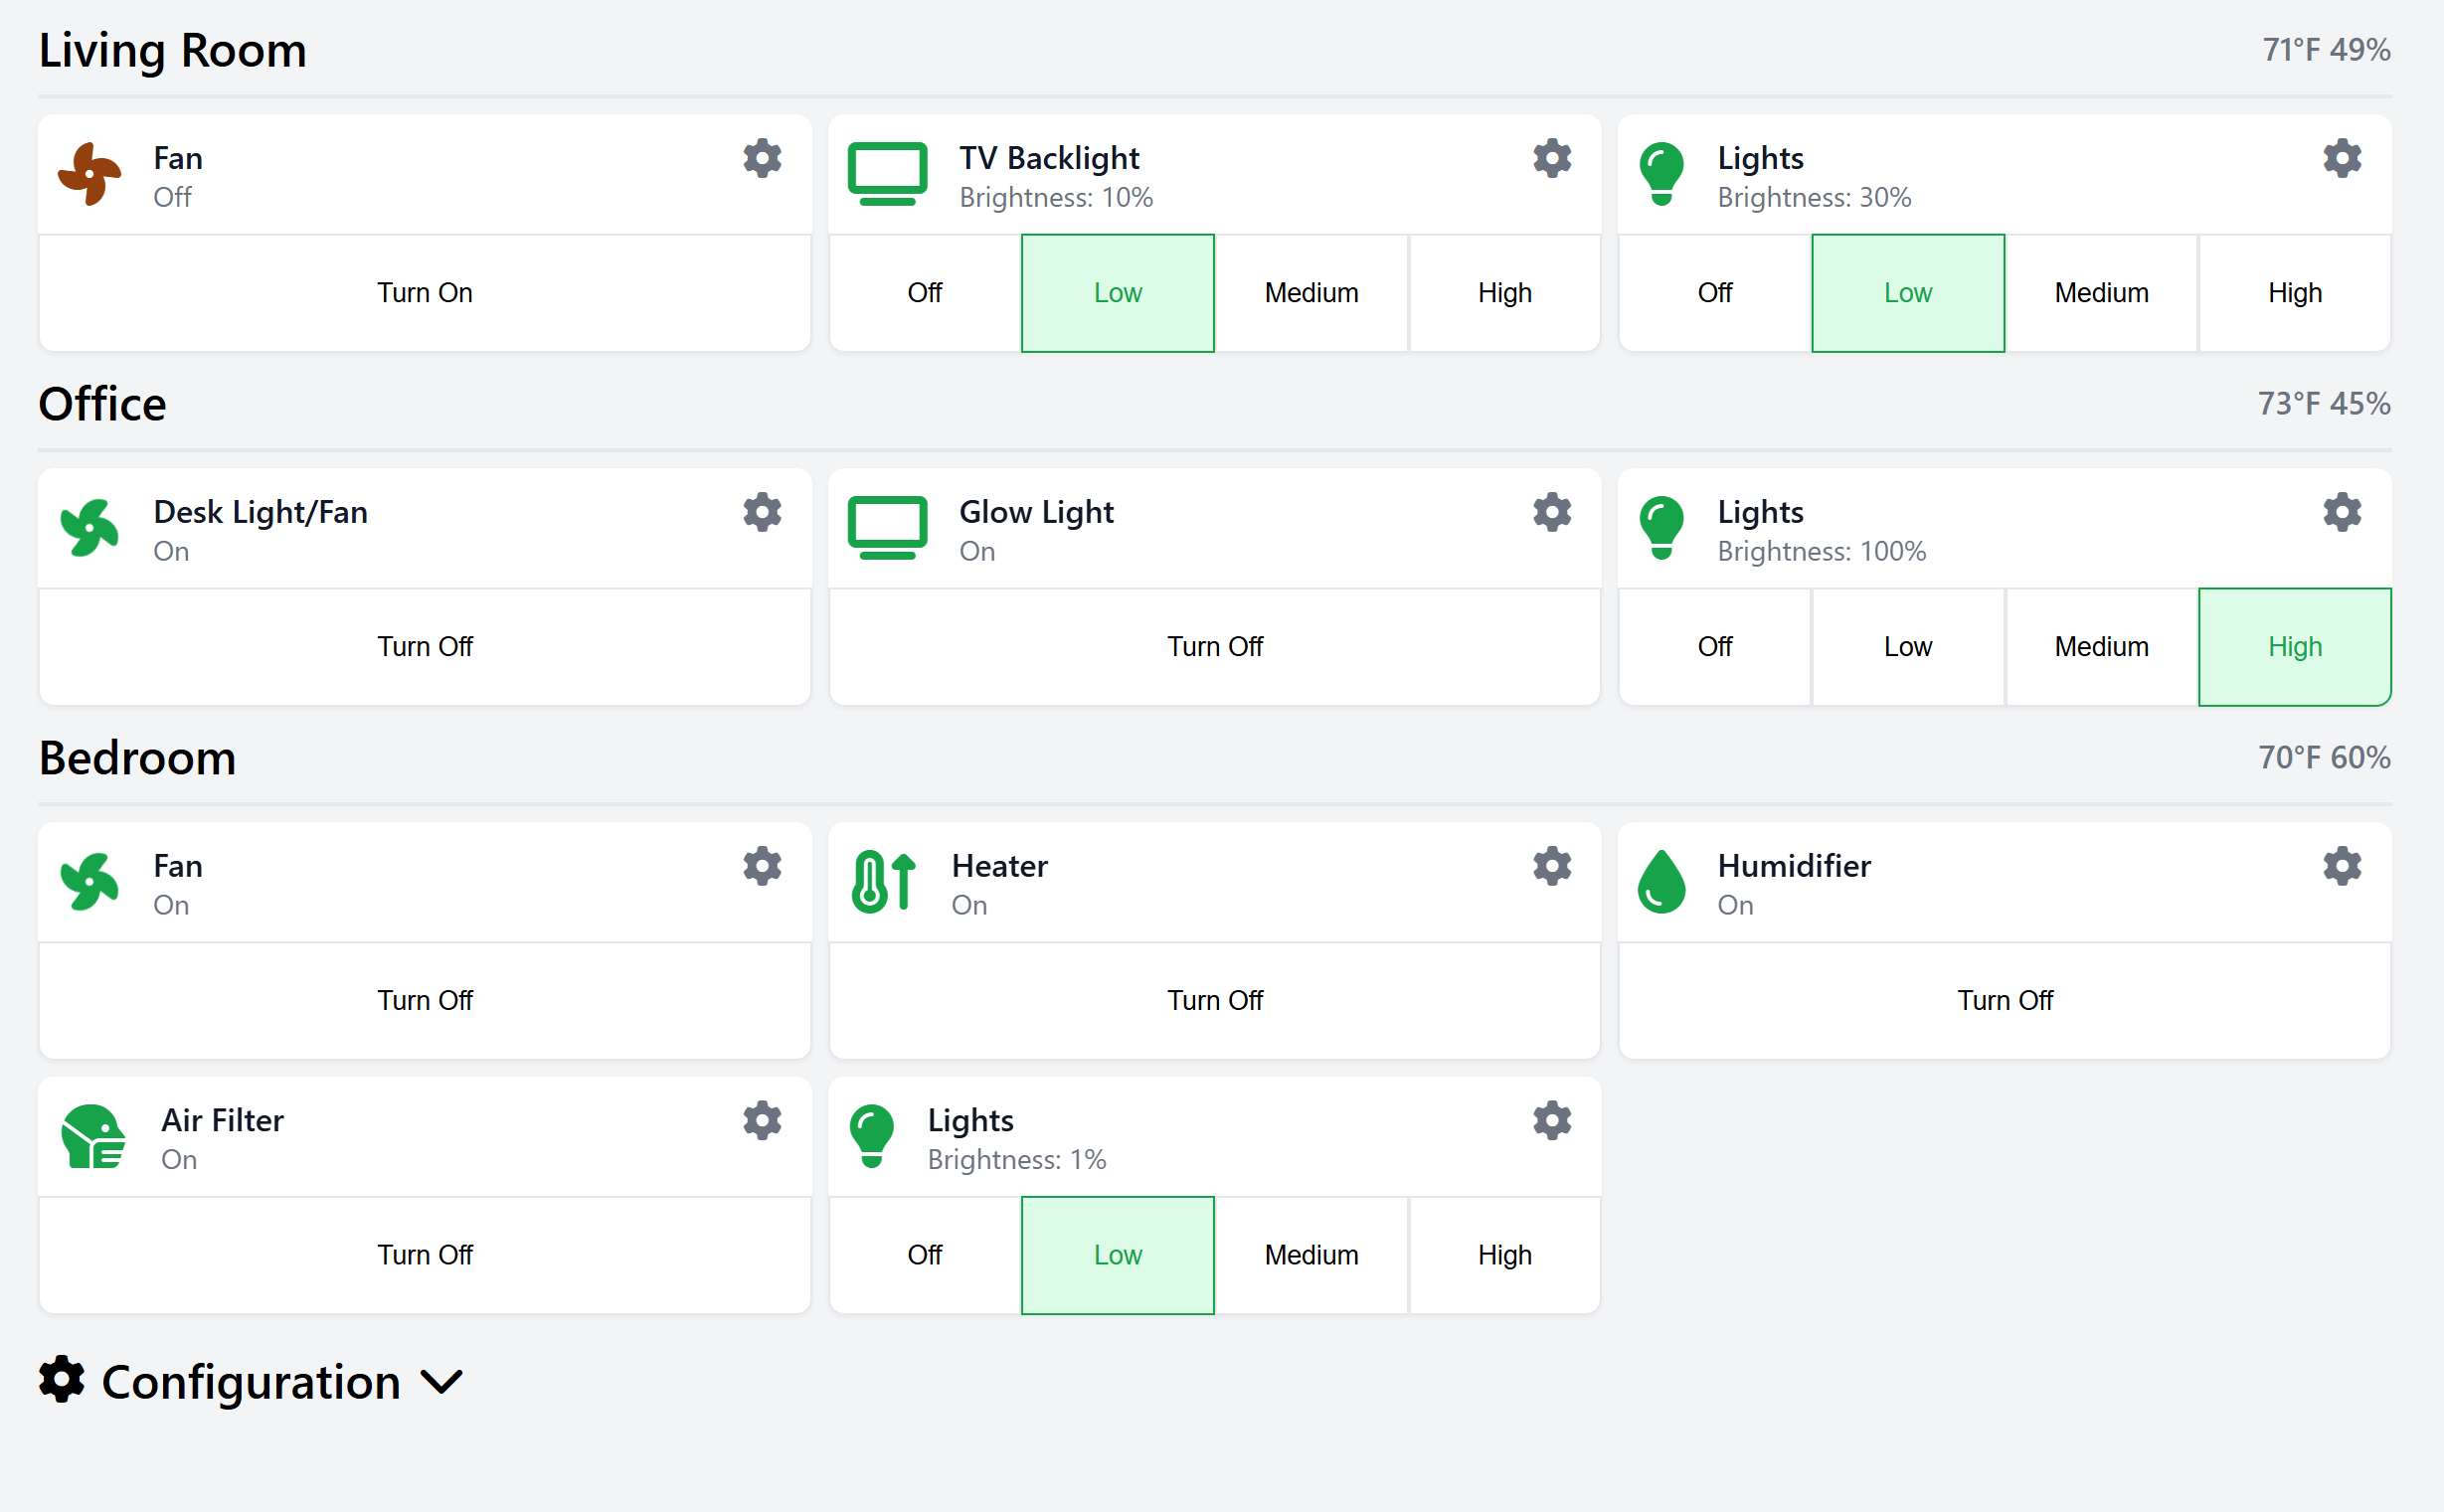 Living Room 71°F 49%
Fan
Off
Turn On
TV Backlight
Brightness: 10%
Off Low Medium High
Lights
Brightness: 30%
Off Low Medium High
Office 73°F 45%
Desk Light/Fan
On
Turn Off
Glow Light
On
Turn Off
Lights
Brightness: 100%
Off Low Medium High
Bedroom 70°F 60%
Fan
On
Turn Off
Heater
On
Turn Off
Humidifier
On
Turn Off
Air Filter
On
Turn Off
Lights
Brightness: 1%
Off Low Medium High
Configuration